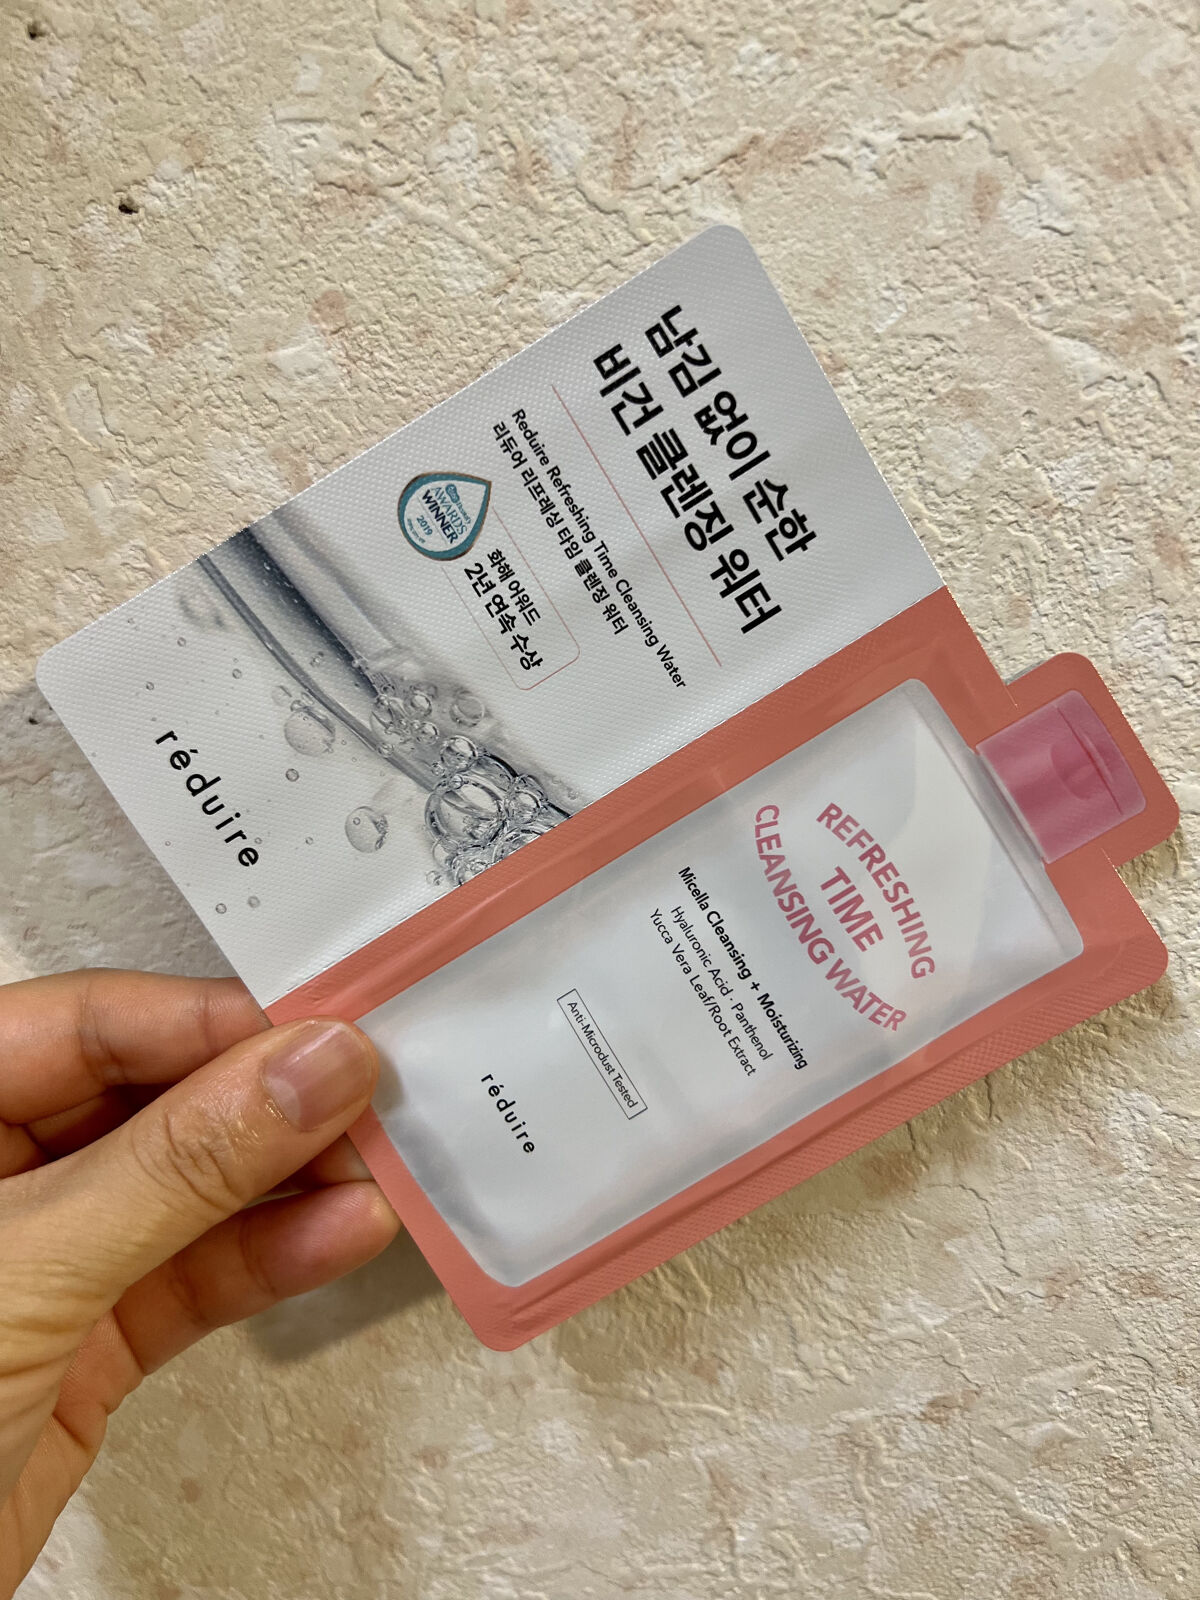 남김 없이 순한
비건 클렌징 워터
Reduire Refreshing Time Cleansing Water
리듀어 리프레싱 타임 클렌징 워터
AWARDS
WINNER
2019
화해 어워드
2년 연속 수상
réduire
REFRESHING
TIME
CLEANSING WATER
Micella Cleansing + Moisturizing
Hyaluronic Acid · Panthenol
Yucca Vera Leaf/Root Extract
Anti-Microdust Tested
réduire